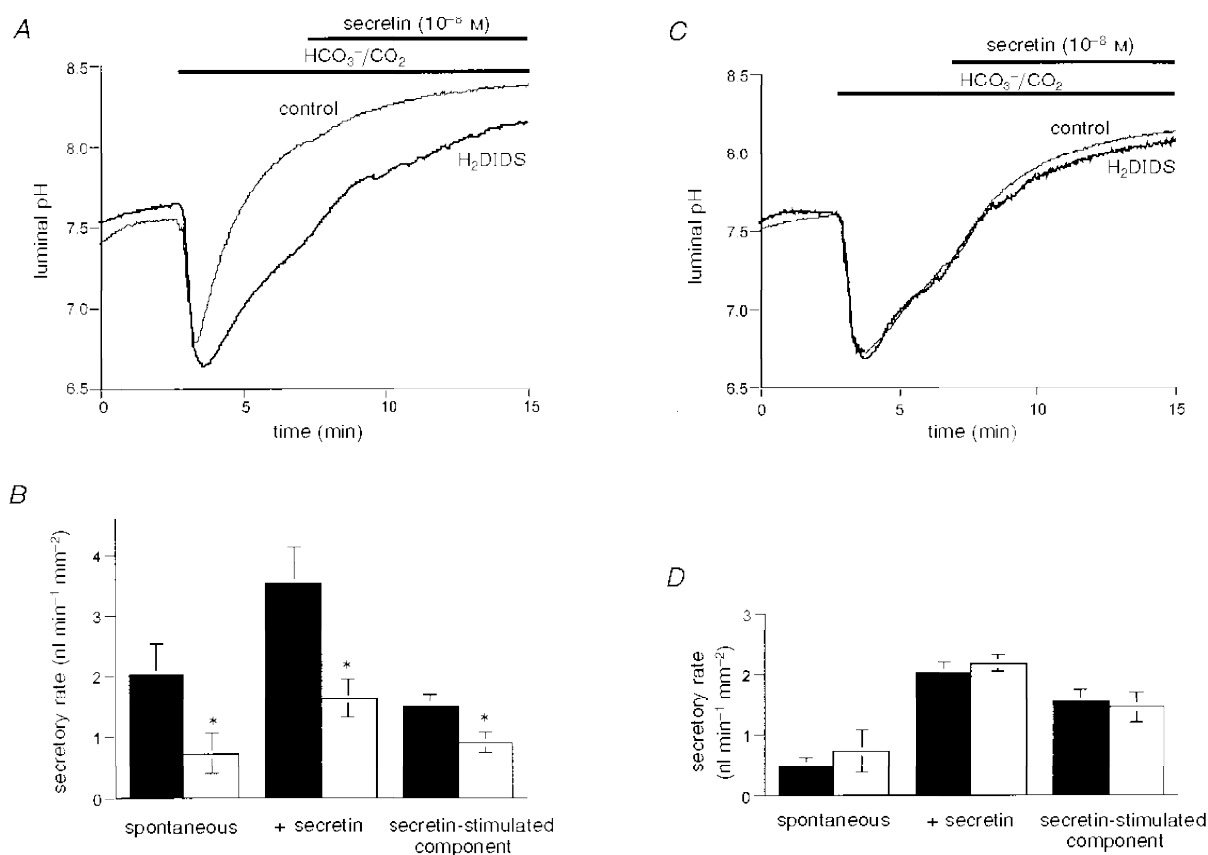 A
secretin (10⁻⁸ M)
HCO₃⁻/CO₂
8.5
8.0
7.5
7.0
6.5
luminal pH
control
H₂DIDS
0
5
10
15
time (min)
C
secretin (10⁻⁸ M)
HCO₃⁻/CO₂
8.5
8.0
7.5
7.0
6.5
luminal pH
control
H₂DIDS
0
5
10
15
time (min)
B
secretory rate (nl min⁻¹ mm⁻²)
4
3
2
1
0
*
*
*
spontaneous
+ secretin
secretin-stimulated
component
D
secretory rate
(nl min⁻¹ mm⁻²)
3
2
1
0
spontaneous
+ secretin
secretin-stimulated
component